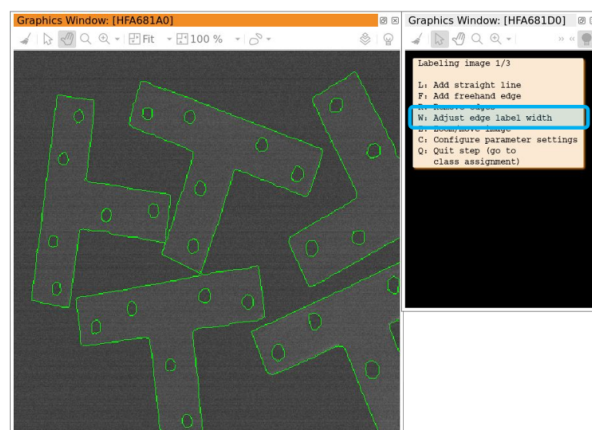 Graphics Window: [HFA681A0]
Fit
100 %
Graphics Window: [HFA681D0]
Labeling image 1/3
L: Add straight line
F: Add freehand edge
W: Adjust edge label width
C: Configure parameter settings
Q: Quit step (go to
class assignment)